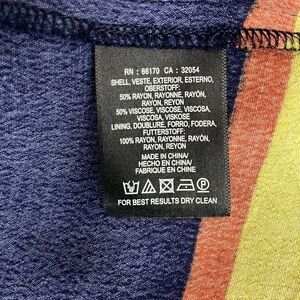 RN : 66170 CA : 32054
SHELL, VESTE, EXTERIOR, ESTERNO,
OBERSTOFF:
50% RAYON, RAYONNE, RAYÓN,
RAYON, REYON
50% VISCOSE, VISCOSE, VISCOSA,
VISCOSA, VISKOSE
LINING, DOUBLURE, FORRO, FODERA,
FUTTERSTOFF:
100% RAYON, RAYONNE, RAYÓN,
RAYON, REYON
MADE IN CHINA/
HECHO EN CHINA/
FABRIQUE EN CHINE
FOR BEST RESULTS DRY CLEAN